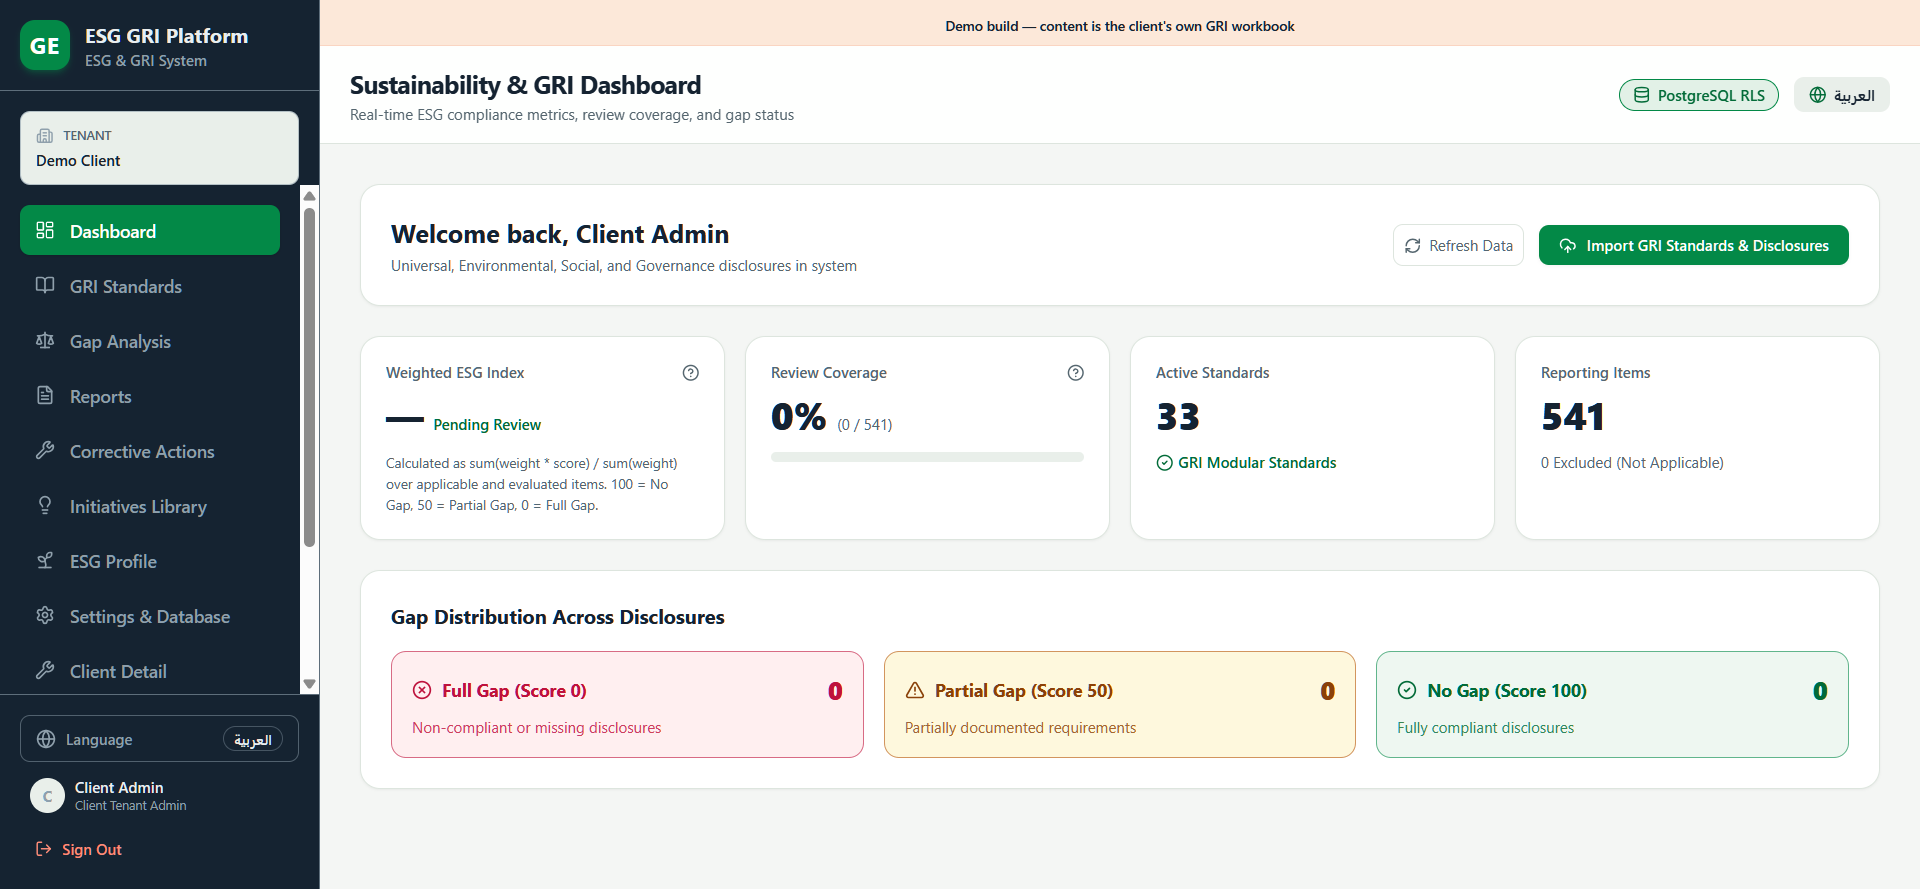 GE
ESG GRI Platform
ESG & GRI System
TENANT
Demo Client
Dashboard
GRI Standards
Gap Analysis
Reports
Corrective Actions
Initiatives Library
ESG Profile
Settings & Database
Client Detail
Language
العربية
C
Client Admin
Client Tenant Admin
Sign Out
Demo build — content is the client's own GRI workbook
Sustainability & GRI Dashboard
Real-time ESG compliance metrics, review coverage, and gap status
PostgreSQL RLS
العربية
Welcome back, Client Admin
Universal, Environmental, Social, and Governance disclosures in system
Refresh Data
Import GRI Standards & Disclosures
Weighted ESG Index
— Pending Review
Calculated as sum(weight * score) / sum(weight)
over applicable and evaluated items. 100 = No
Gap, 50 = Partial Gap, 0 = Full Gap.
Review Coverage
0% (0 / 541)
Active Standards
33
GRI Modular Standards
Reporting Items
541
0 Excluded (Not Applicable)
Gap Distribution Across Disclosures
Full Gap (Score 0) 0
Non-compliant or missing disclosures
Partial Gap (Score 50) 0
Partially documented requirements
No Gap (Score 100) 0
Fully compliant disclosures